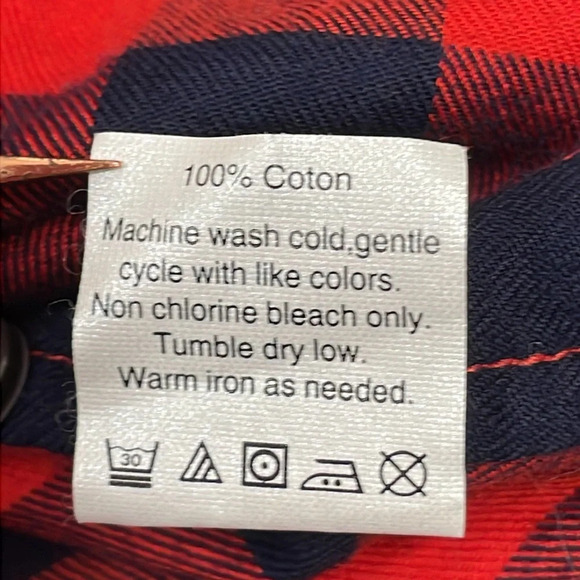 100% Coton
Machine wash cold,gentle
cycle with like colors.
Non chlorine bleach only.
Tumble dry low.
Warm iron as needed.
30